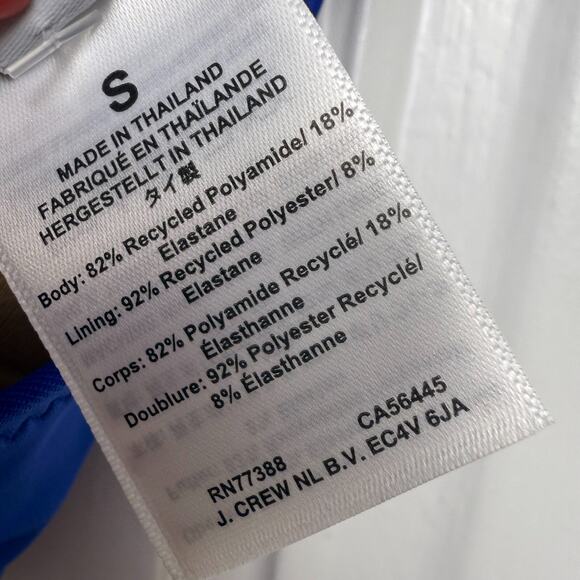 S
MADE IN THAILAND
FABRIQUÉ EN THAÏLANDE
HERGESTELLT IN THAILAND
タイ製
Body: 82% Recycled Polyamide/ 18%
Elastane
Lining: 92% Recycled Polyester/ 8%
Elastane
Corps: 82% Polyamide Recyclé/ 18%
Élasthanne
Doublure: 92% Polyester Recyclé/
8% Élasthanne
RN77388 CA56445
J. CREW NL B.V. EC4V 6JA